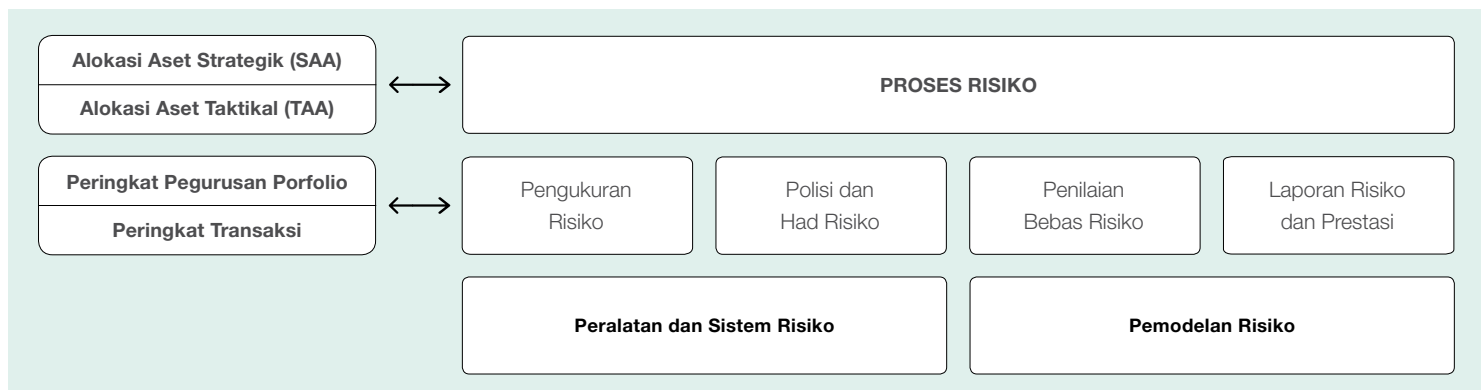 Alokasi Aset Strategik (SAA)
Alokasi Aset Taktikal (TAA)
PROSES RISIKO
Peringkat Pegurusan Porfolio
Peringkat Transaksi
Pengukuran
Risiko
Polisi dan
Had Risiko
Penilaian
Bebas Risiko
Laporan Risiko
dan Prestasi
Peralatan dan Sistem Risiko
Pemodelan Risiko